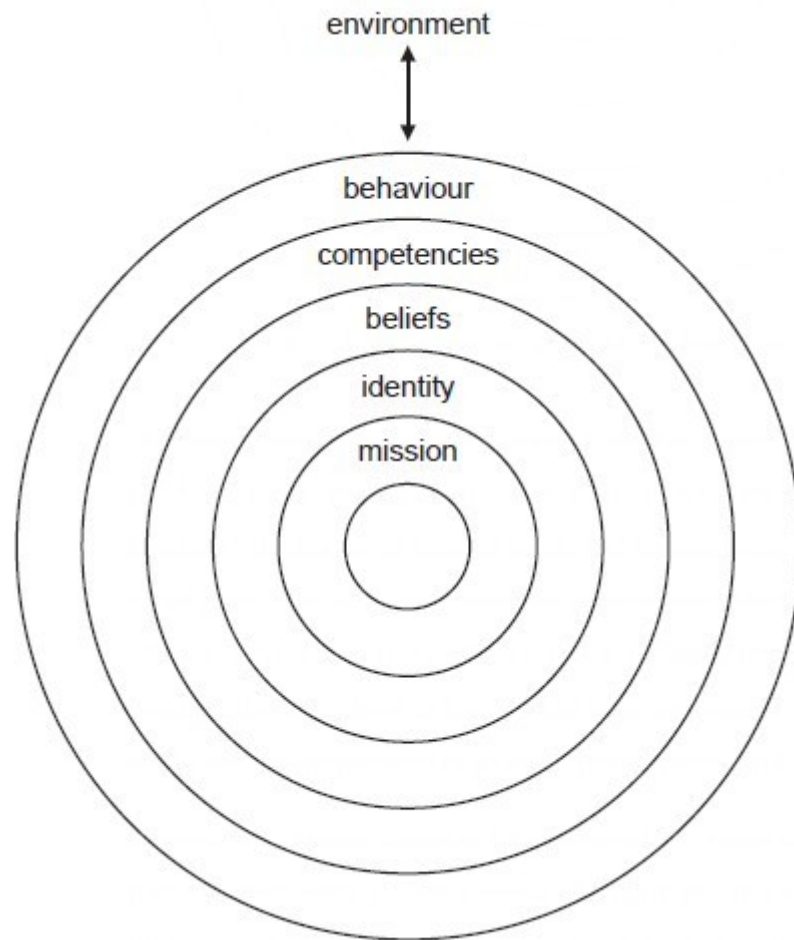 environment
behaviour
competencies
beliefs
identity
mission